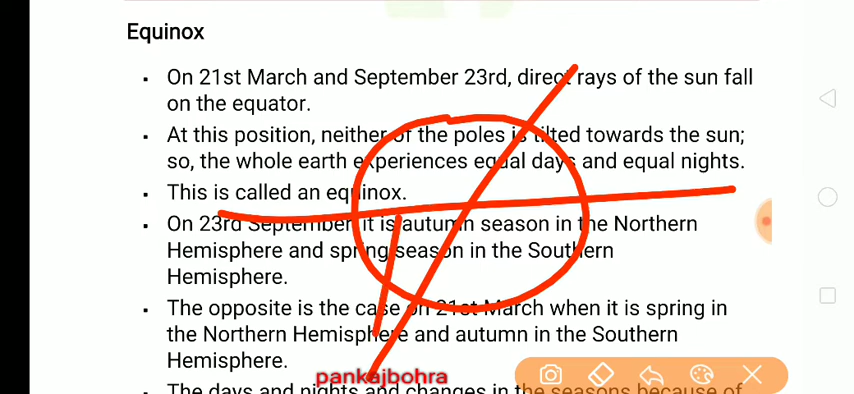 Equinox
On 21st March and September 23rd, direct rays of the sun fall
on the equator.
At this position, neither of the poles is tilted towards the sun;
so, the whole earth experiences equal days and equal nights.
This is called an equinox.
On 23rd September, it is autumn season in the Northern
Hemisphere and spring season in the Southern
Hemisphere.
The opposite is the case on 21st March when it is spring in
the Northern Hemisphere and autumn in the Southern
Hemisphere.
pankajbohra
The days and nights and changes in the seasons because of